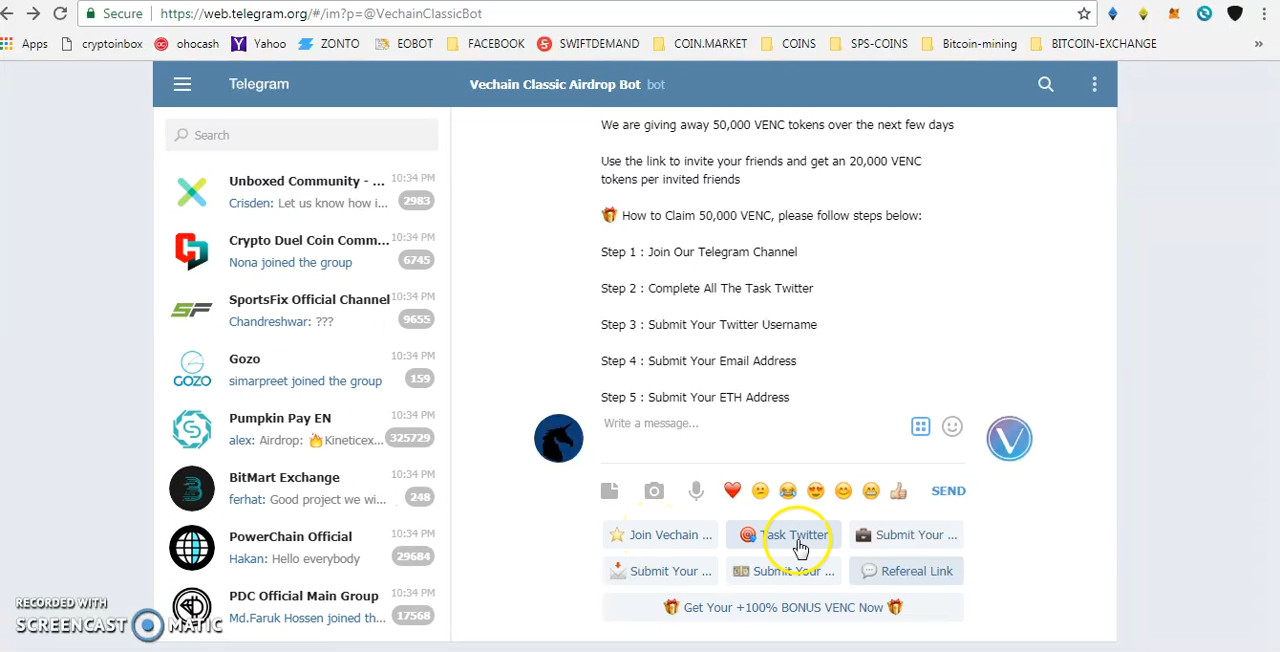 Secure
https://web.telegram.org/#/im?p=@VechainClassicBot
Apps cryptoinbox ohocash Yahoo ZONTO EOBOT FACEBOOK SWIFTDEMAND COIN.MARKET COINS SPS-COINS Bitcoin-mining BITCOIN-EXCHANGE »
Telegram
Vechain Classic Airdrop Bot bot
Search
Unboxed Community - ... 10:34 PM
Crisden: Let us know how i... 2983
Crypto Duel Coin Comm... 10:34 PM
Nona joined the group 6745
SportsFix Official Channel 10:34 PM
Chandreshwar: ??? 9655
Gozo 10:34 PM
simarpreet joined the group 159
GOZO
Pumpkin Pay EN 10:34 PM
alex: Airdrop: 🔥Kineticex... 325729
BitMart Exchange 10:34 PM
ferhat: Good project we wi... 248
PowerChain Official 10:34 PM
Hakan: Hello everybody 29684
PDC Official Main Group 10:34 PM
Md.Faruk Hossen joined th... 17568
We are giving away 50,000 VENC tokens over the next few days
Use the link to invite your friends and get an 20,000 VENC
tokens per invited friends
🎁 How to Claim 50,000 VENC, please follow steps below:
Step 1 : Join Our Telegram Channel
Step 2 : Complete All The Task Twitter
Step 3 : Submit Your Twitter Username
Step 4 : Submit Your Email Address
Step 5 : Submit Your ETH Address
Write a message...
SEND
Join Vechain ... Task Twitter Submit Your ...
Submit Your ... Submit Your ... Refereal Link
🎁 Get Your +100% BONUS VENC Now 🎁
RECORDED WITH
SCREENCAST MATIC